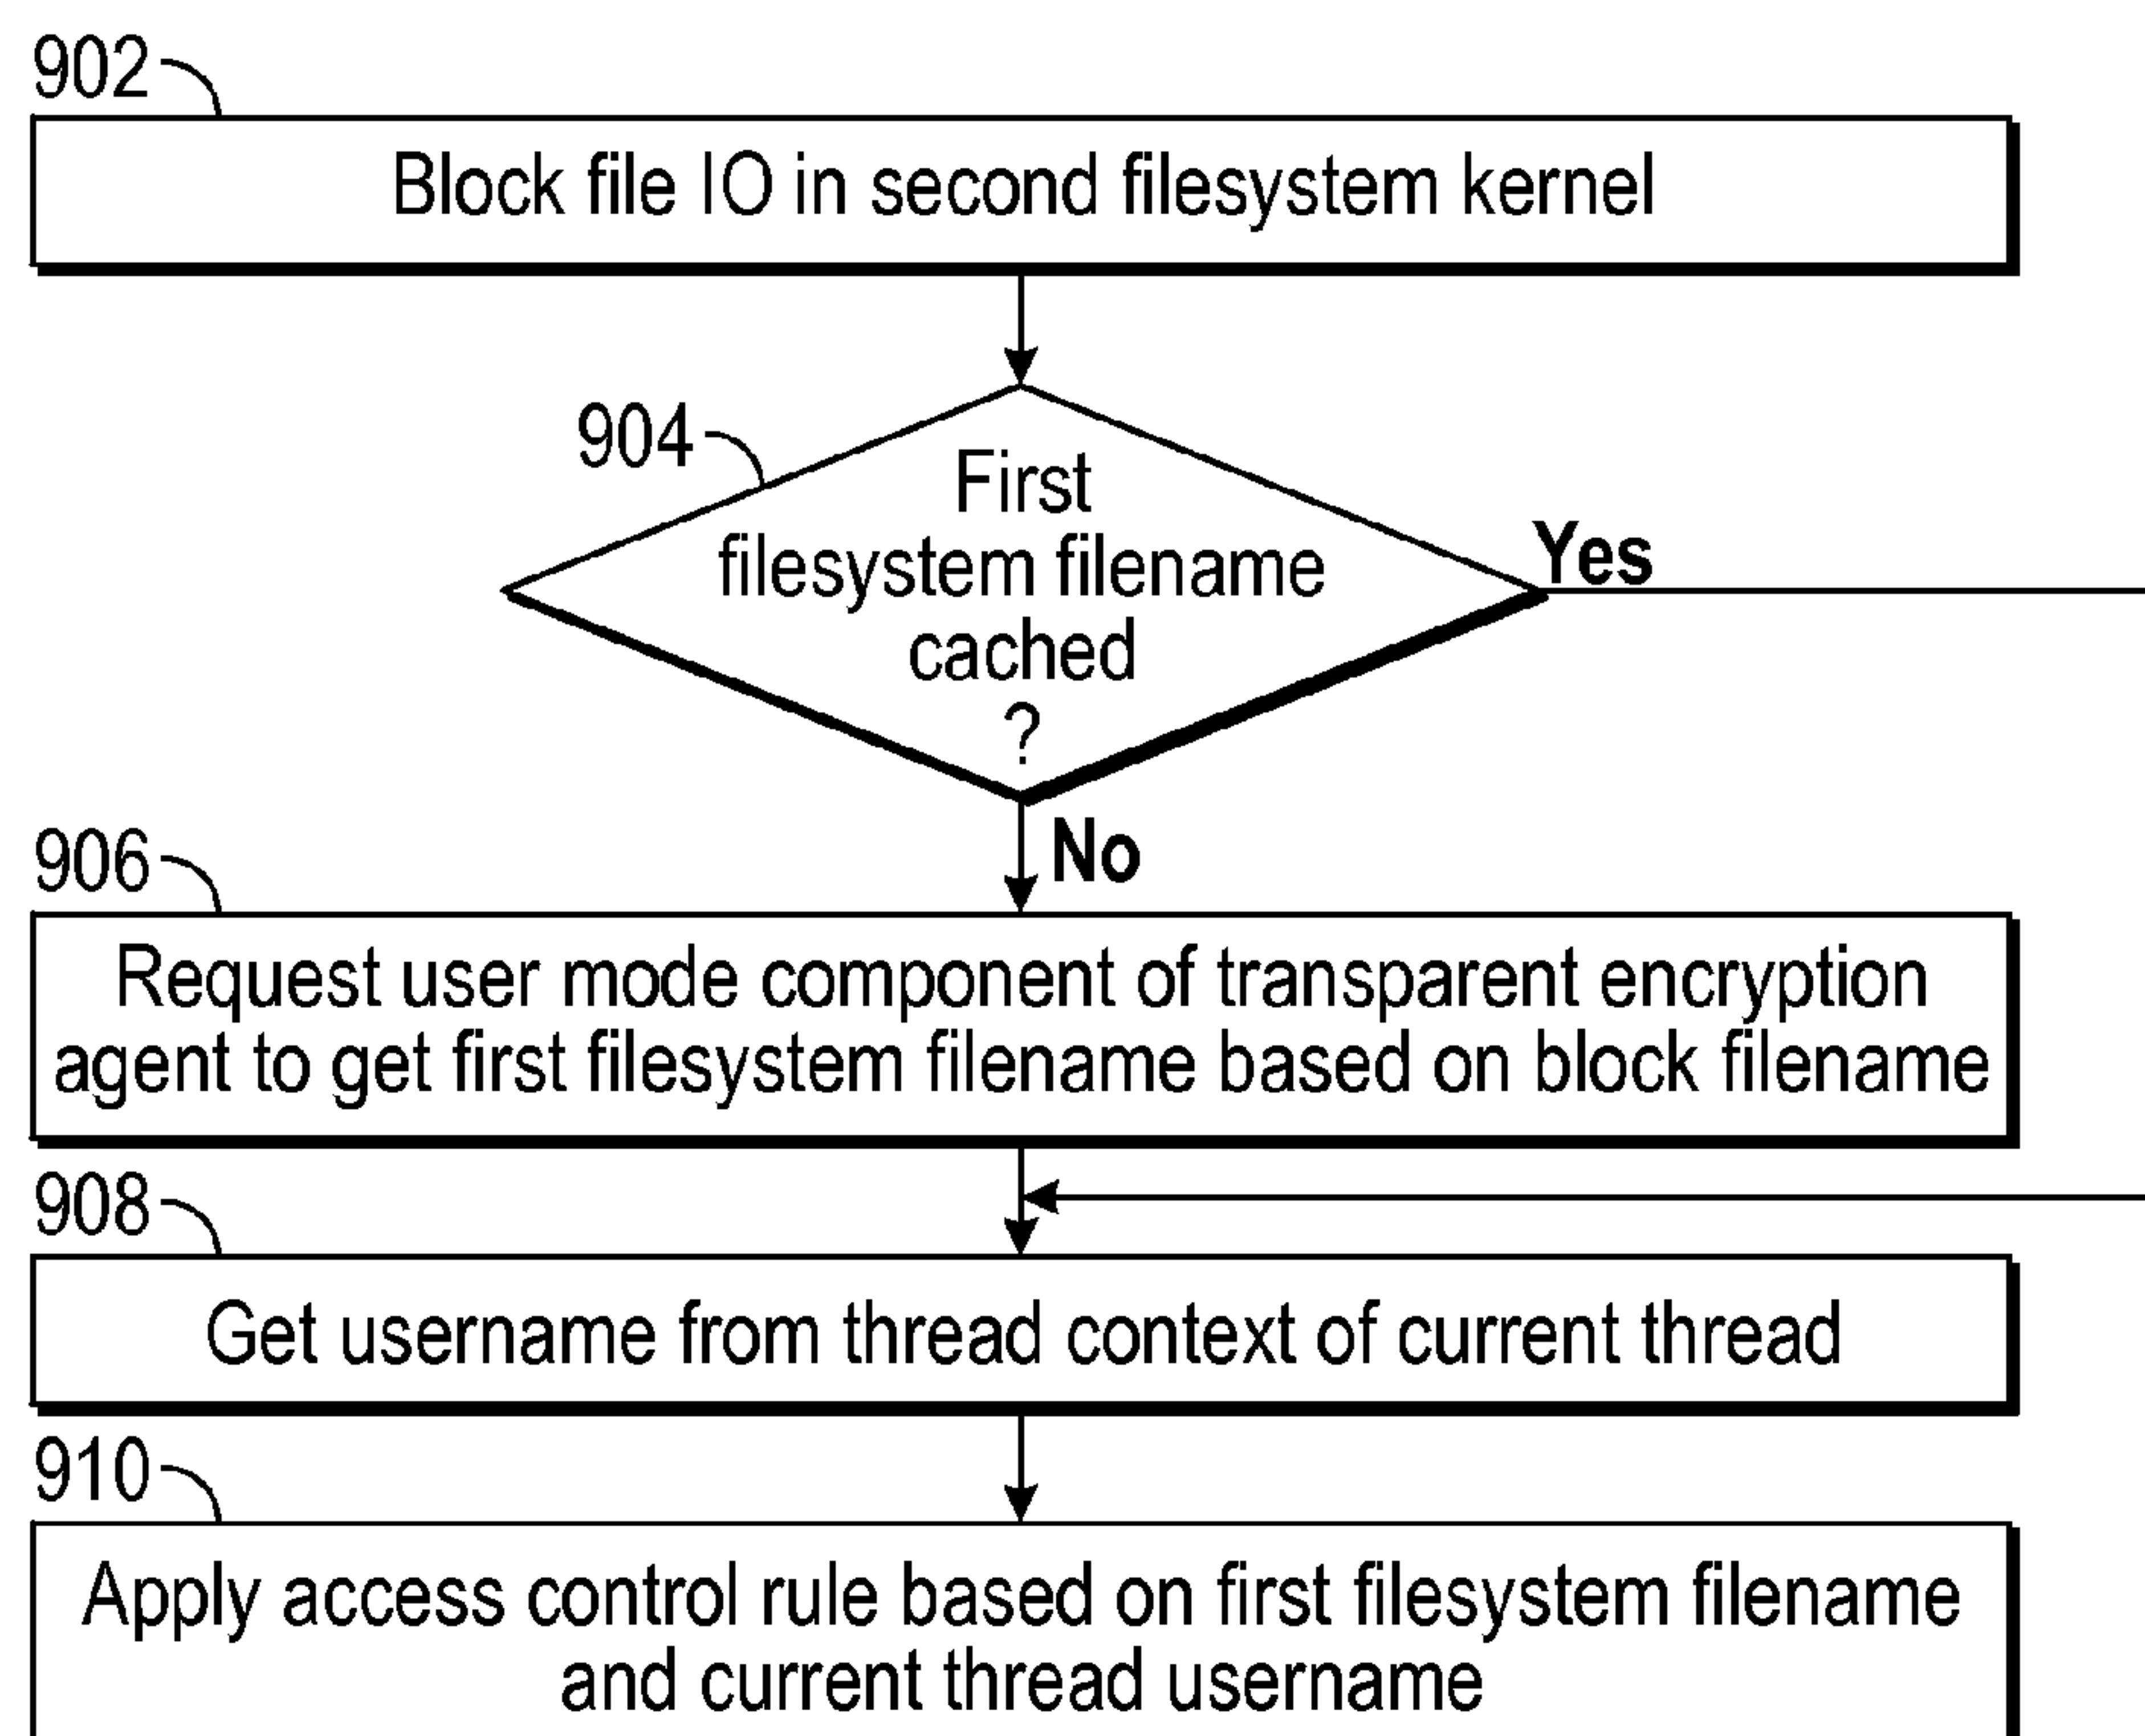 902
Block file IO in second filesystem kernel
904
First
filesystem filename
cached
?
Yes
No
906
Request user mode component of transparent encryption
agent to get first filesystem filename based on block filename
908
Get username from thread context of current thread
910
Apply access control rule based on first filesystem filename
and current thread username